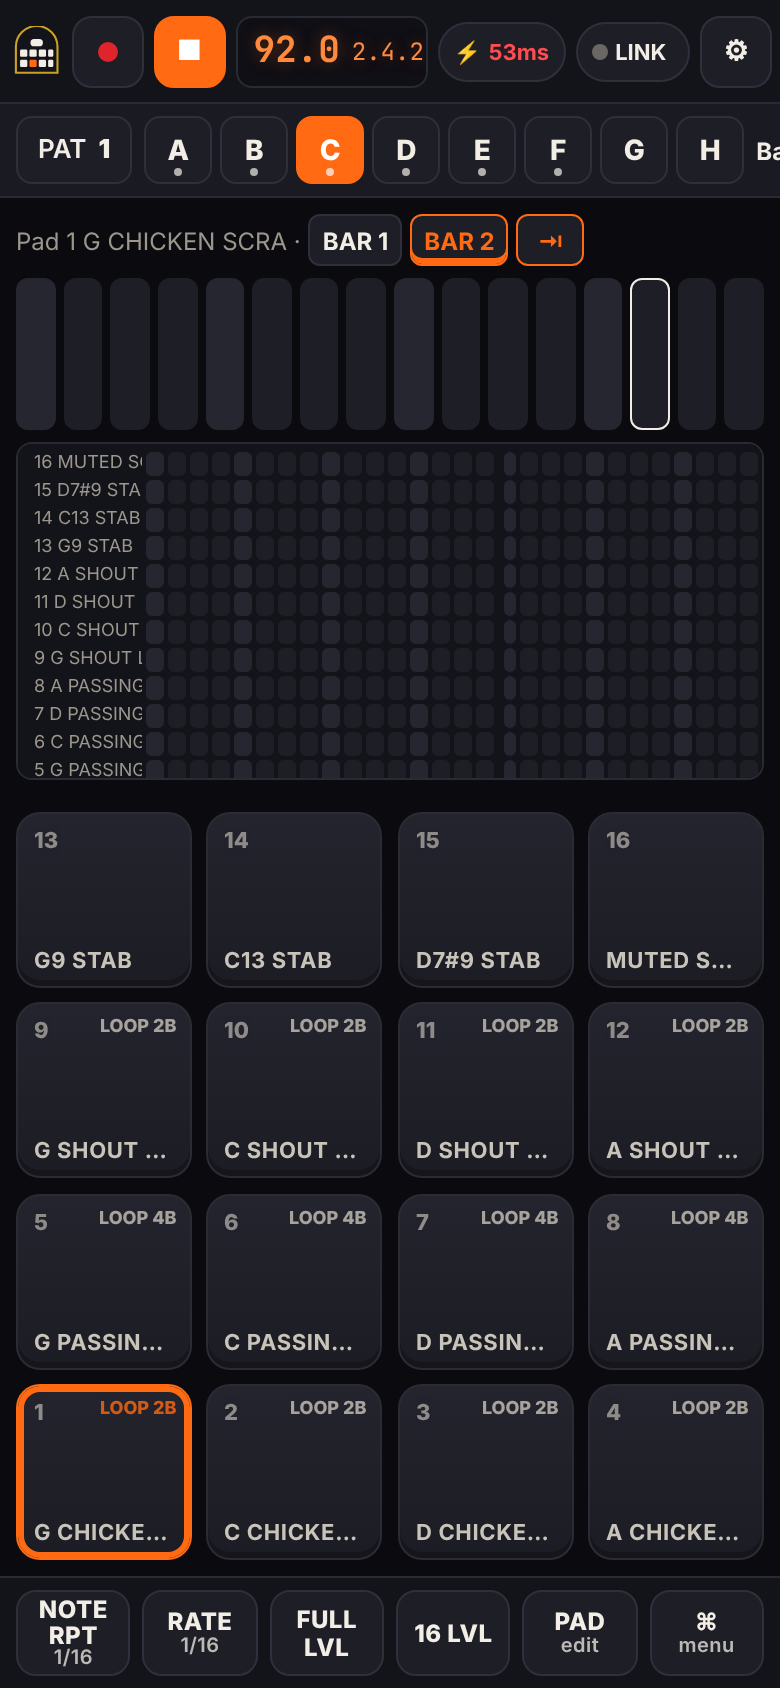 92.0 2.4.2 ⚡ 53ms LINK ⚙
PAT 1 A B C D E F G H Ba
Pad 1 G CHICKEN SCRA · BAR 1 BAR 2 ⇥
16 MUTED S
15 D7#9 STA
14 C13 STAB
13 G9 STAB
12 A SHOUT
11 D SHOUT
10 C SHOUT
9 G SHOUT L
8 A PASSING
7 D PASSING
6 C PASSING
5 G PASSING
13 14 15 16
G9 STAB C13 STAB D7#9 STAB MUTED S...
9 LOOP 2B 10 LOOP 2B 11 LOOP 2B 12 LOOP 2B
G SHOUT ... C SHOUT ... D SHOUT ... A SHOUT ...
5 LOOP 4B 6 LOOP 4B 7 LOOP 4B 8 LOOP 4B
G PASSIN... C PASSIN... D PASSIN... A PASSIN...
1 LOOP 2B 2 LOOP 2B 3 LOOP 2B 4 LOOP 2B
G CHICKE... C CHICKE... D CHICKE... A CHICKE...
NOTE RPT 1/16
RATE 1/16
FULL LVL
16 LVL
PAD edit
⌘ menu